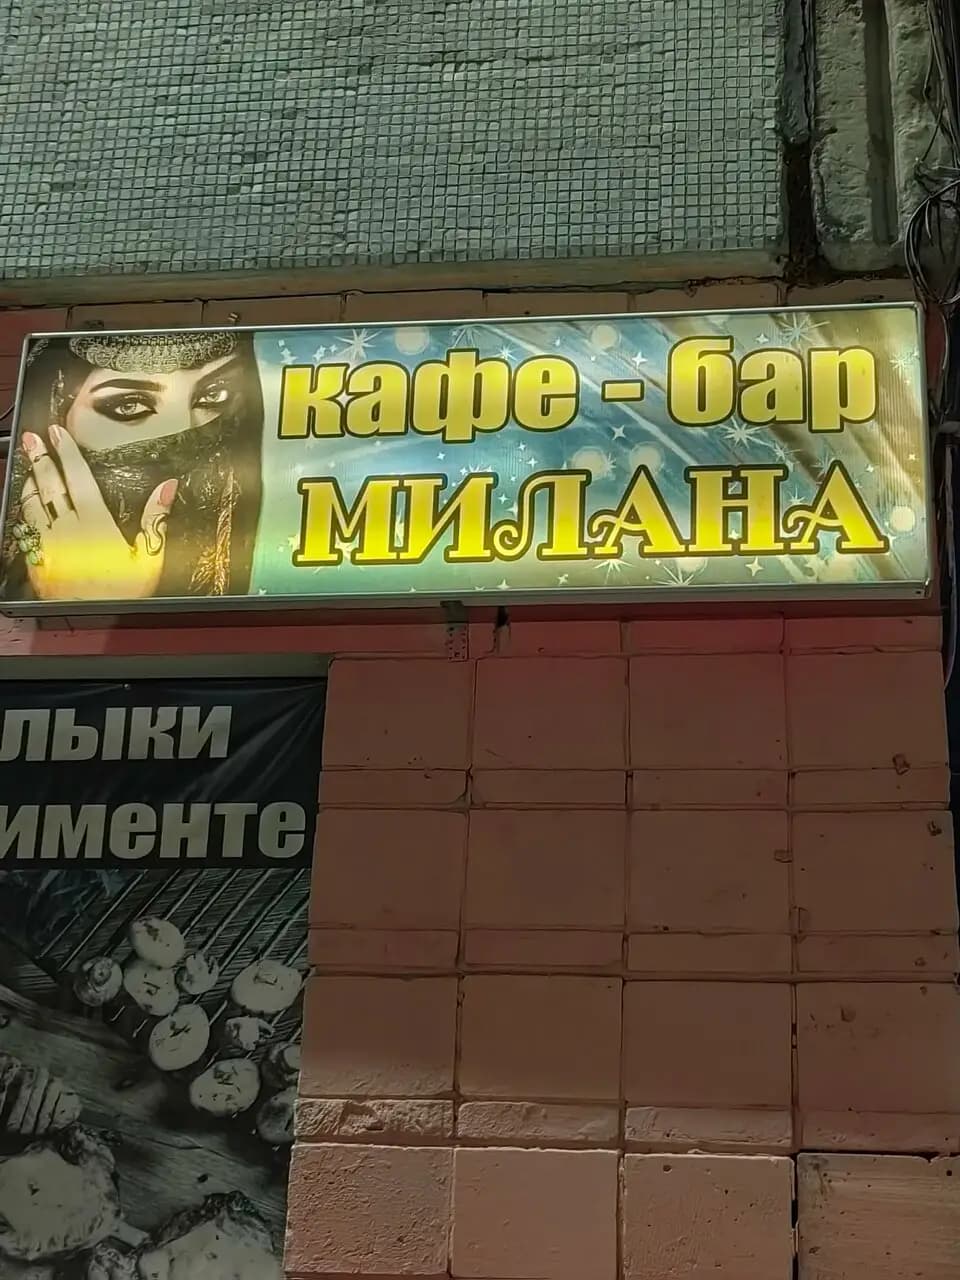 кафе - бар
МИЛАНА
лыки
именте